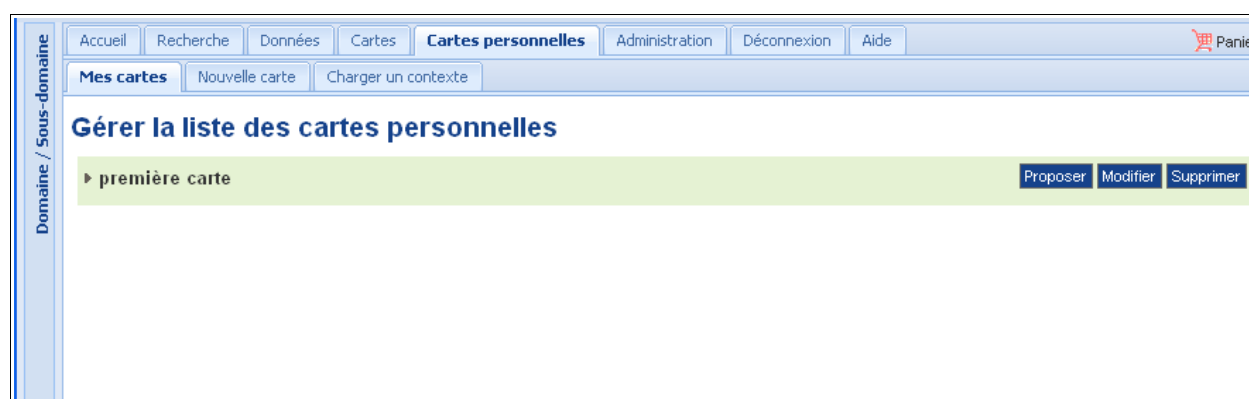 Domaine / Sous-domaine
Accueil Recherche Données Cartes Cartes personnelles Administration Déconnexion Aide Panie
Mes cartes Nouvelle carte Charger un contexte
Gérer la liste des cartes personnelles
première carte Proposer Modifier Supprimer